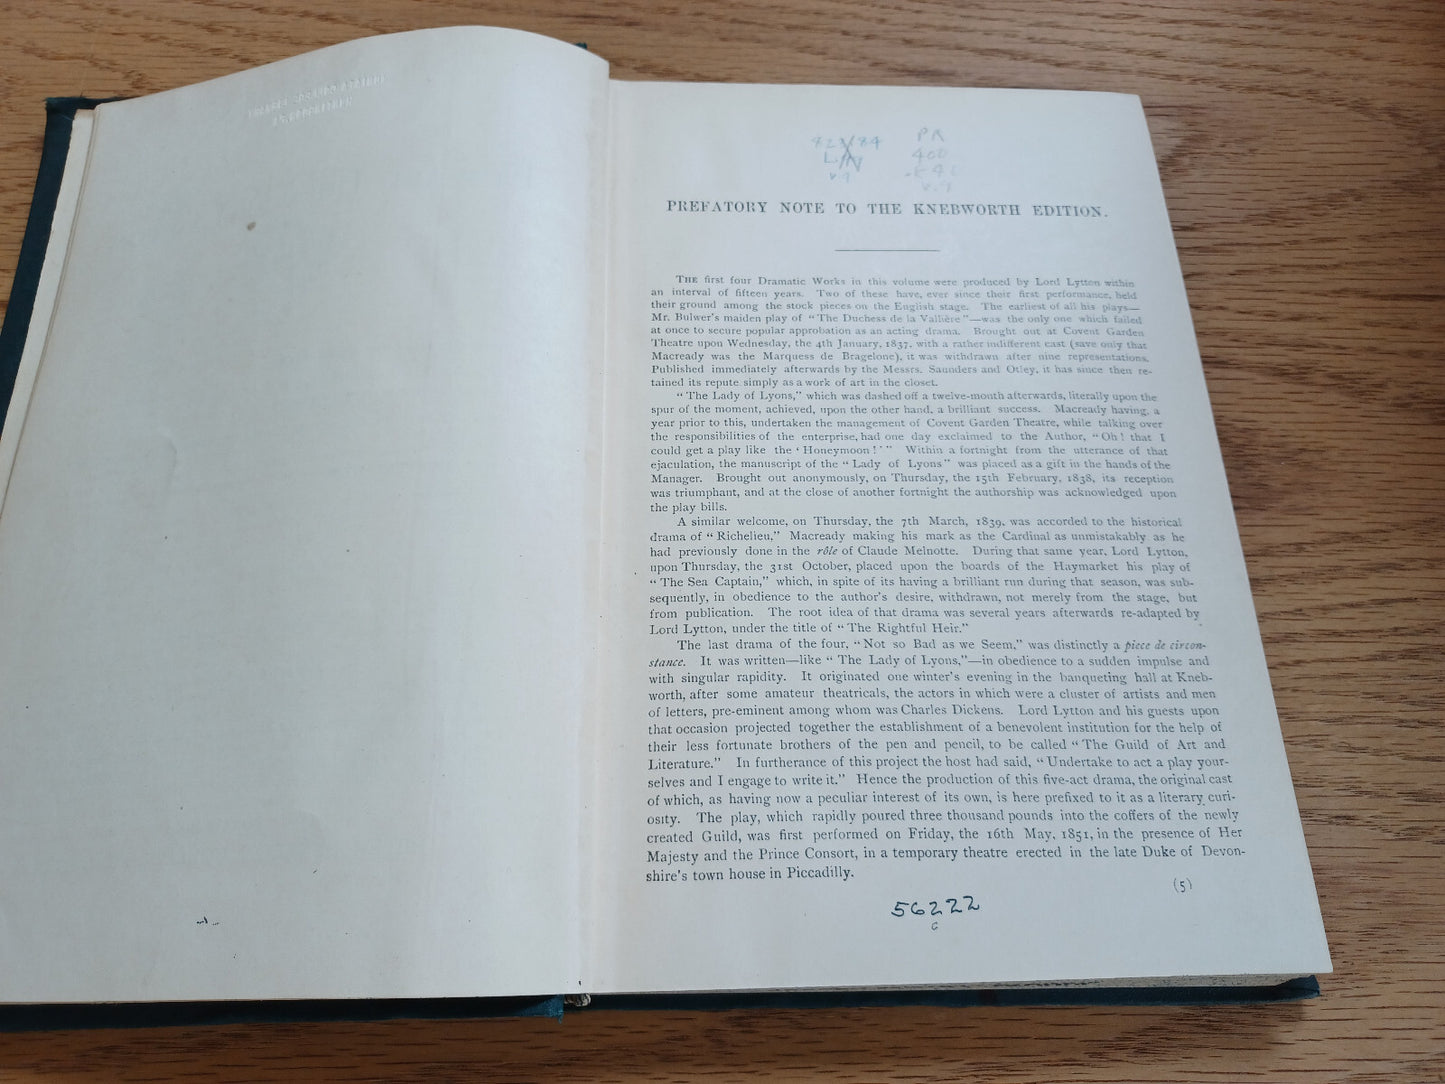 PR
400
v.9
PREFATORY NOTE TO THE KNEBWORTH EDITION.
THE first four Dramatic Works in this volume were produced by Lord Lytton within
an interval of fifteen years. Two of these have, ever since their first performance, held
their ground among the stock pieces on the English stage. The earliest of all his plays—
Mr. Bulwer's maiden play of "The Duchess de la Vallière"—was the only one which failed
at once to secure popular approbation as an acting drama. Brought out at Covent Garden
Theatre upon Wednesday, the 4th January, 1837, with a rather indifferent cast (save only that
Macready was the Marquess de Bragelone), it was withdrawn after nine representations.
Published immediately afterwards by the Messrs. Saunders and Otley, it has since then re-
tained its repute simply as a work of art in the closet.
"The Lady of Lyons," which was dashed off a twelve-month afterwards, literally upon the
spur of the moment, achieved, upon the other hand, a brilliant success. Macready having, a
year prior to this, undertaken the management of Covent Garden Theatre, while talking over
the responsibilities of the enterprise, had one day exclaimed to the Author, "Oh! that I
could get a play like the 'Honeymoon!'" Within a fortnight from the utterance of that
ejaculation, the manuscript of the "Lady of Lyons" was placed as a gift in the hands of the
Manager. Brought out anonymously, on Thursday, the 15th February, 1838, its reception
was triumphant, and at the close of another fortnight the authorship was acknowledged upon
the play bills.
A similar welcome, on Thursday, the 7th March, 1839, was accorded to the historical
drama of "Richelieu," Macready making his mark as the Cardinal as unmistakably as he
had previously done in the rôle of Claude Melnotte. During that same year, Lord Lytton,
upon Thursday, the 31st October, placed upon the boards of the Haymarket his play of
"The Sea Captain," which, in spite of its having a brilliant run during that season, was sub-
sequently, in obedience to the author's desire, withdrawn, not merely from the stage, but
from publication. The root idea of that drama was several years afterwards re-adapted by
Lord Lytton, under the title of "The Rightful Heir."
The last drama of the four, "Not so Bad as we Seem," was distinctly a piece de circon-
stance. It was written—like "The Lady of Lyons,"—in obedience to a sudden impulse and
with singular rapidity. It originated one winter's evening in the banqueting hall at Kneb-
worth, after some amateur theatricals, the actors in which were a cluster of artists and men
of letters, pre-eminent among whom was Charles Dickens. Lord Lytton and his guests upon
that occasion projected together the establishment of a benevolent institution for the help of
their less fortunate brothers of the pen and pencil, to be called "The Guild of Art and
Literature." In furtherance of this project the host had said, "Undertake to act a play your-
selves and I engage to write it." Hence the production of this five-act drama, the original cast
of which, as having now a peculiar interest of its own, is here prefixed to it as a literary curi-
osity. The play, which rapidly poured three thousand pounds into the coffers of the newly
created Guild, was first performed on Friday, the 16th May, 1851, in the presence of Her
Majesty and the Prince Consort, in a temporary theatre erected in the late Duke of Devon-
shire's town house in Piccadilly.
(5)
56222
c